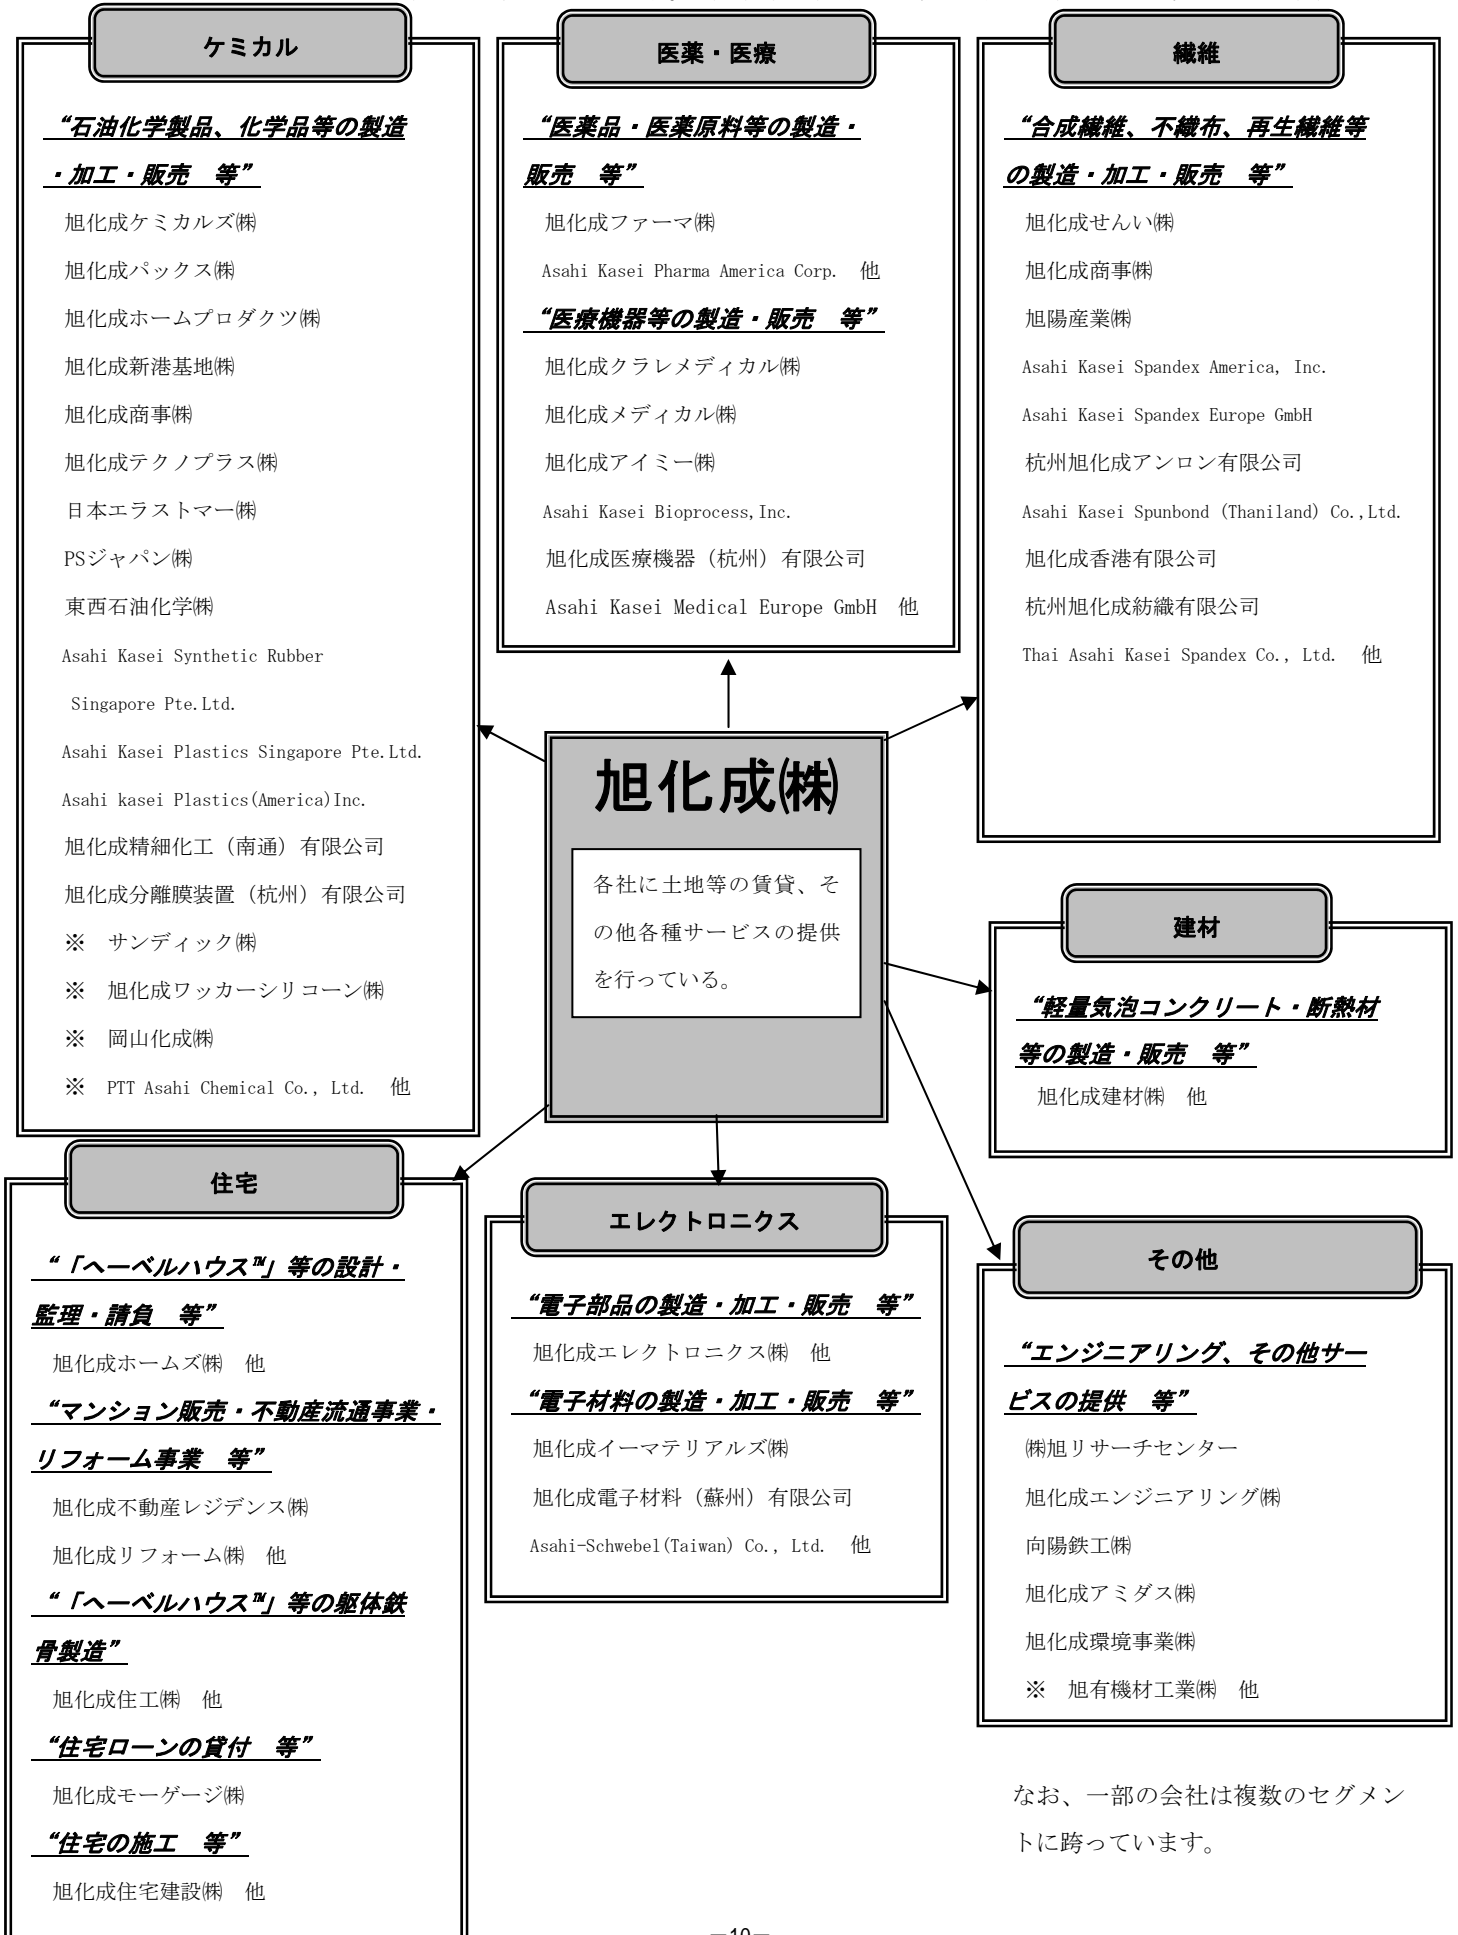 ケミカル
“石油化学製品、化学品等の製造
・加工・販売　等”
旭化成ケミカルズ㈱
旭化成パックス㈱
旭化成ホームプロダクツ㈱
旭化成新港基地㈱
旭化成商事㈱
旭化成テクノプラス㈱
日本エラストマー㈱
PSジャパン㈱
東西石油化学㈱
Asahi Kasei Synthetic Rubber
Singapore Pte.Ltd.
Asahi Kasei Plastics Singapore Pte.Ltd.
Asahi kasei Plastics(America)Inc.
旭化成精細化工（南通）有限公司
旭化成分離膜装置（杭州）有限公司
※　サンディック㈱
※　旭化成ワッカーシリコーン㈱
※　岡山化成㈱
※　PTT Asahi Chemical Co., Ltd.　他
医薬・医療
“医薬品・医薬原料等の製造・
販売　等”
旭化成ファーマ㈱
Asahi Kasei Pharma America Corp.　他
“医療機器等の製造・販売　等”
旭化成クラレメディカル㈱
旭化成メディカル㈱
旭化成アイミー㈱
Asahi Kasei Bioprocess,Inc.
旭化成医療機器（杭州）有限公司
Asahi Kasei Medical Europe GmbH　他
繊維
“合成繊維、不織布、再生繊維等
の製造・加工・販売　等”
旭化成せんい㈱
旭化成商事㈱
旭陽産業㈱
Asahi Kasei Spandex America, Inc.
Asahi Kasei Spandex Europe GmbH
杭州旭化成アンロン有限公司
Asahi Kasei Spunbond (Thaniland) Co.,Ltd.
旭化成香港有限公司
杭州旭化成紡織有限公司
Thai Asahi Kasei Spandex Co., Ltd.　他
旭化成㈱
各社に土地等の賃貸、そ
の他各種サービスの提供
を行っている。
建材
“軽量気泡コンクリート・断熱材
等の製造・販売　等”
旭化成建材㈱　他
住宅
“「ヘーベルハウス™」等の設計・
監理・請負　等”
旭化成ホームズ㈱　他
“マンション販売・不動産流通事業・
リフォーム事業　等”
旭化成不動産レジデンス㈱
旭化成リフォーム㈱　他
“「ヘーベルハウス™」等の躯体鉄
骨製造”
旭化成住工㈱　他
“住宅ローンの貸付　等”
旭化成モーゲージ㈱
“住宅の施工　等”
旭化成住宅建設㈱　他
エレクトロニクス
“電子部品の製造・加工・販売　等”
旭化成エレクトロニクス㈱　他
“電子材料の製造・加工・販売　等”
旭化成イーマテリアルズ㈱
旭化成電子材料（蘇州）有限公司
Asahi-Schwebel(Taiwan) Co., Ltd.　他
その他
“エンジニアリング、その他サー
ビスの提供　等”
㈱旭リサーチセンター
旭化成エンジニアリング㈱
向陽鉄工㈱
旭化成アミダス㈱
旭化成環境事業㈱
※　旭有機材工業㈱　他
なお、一部の会社は複数のセグメン
トに跨っています。
－10－